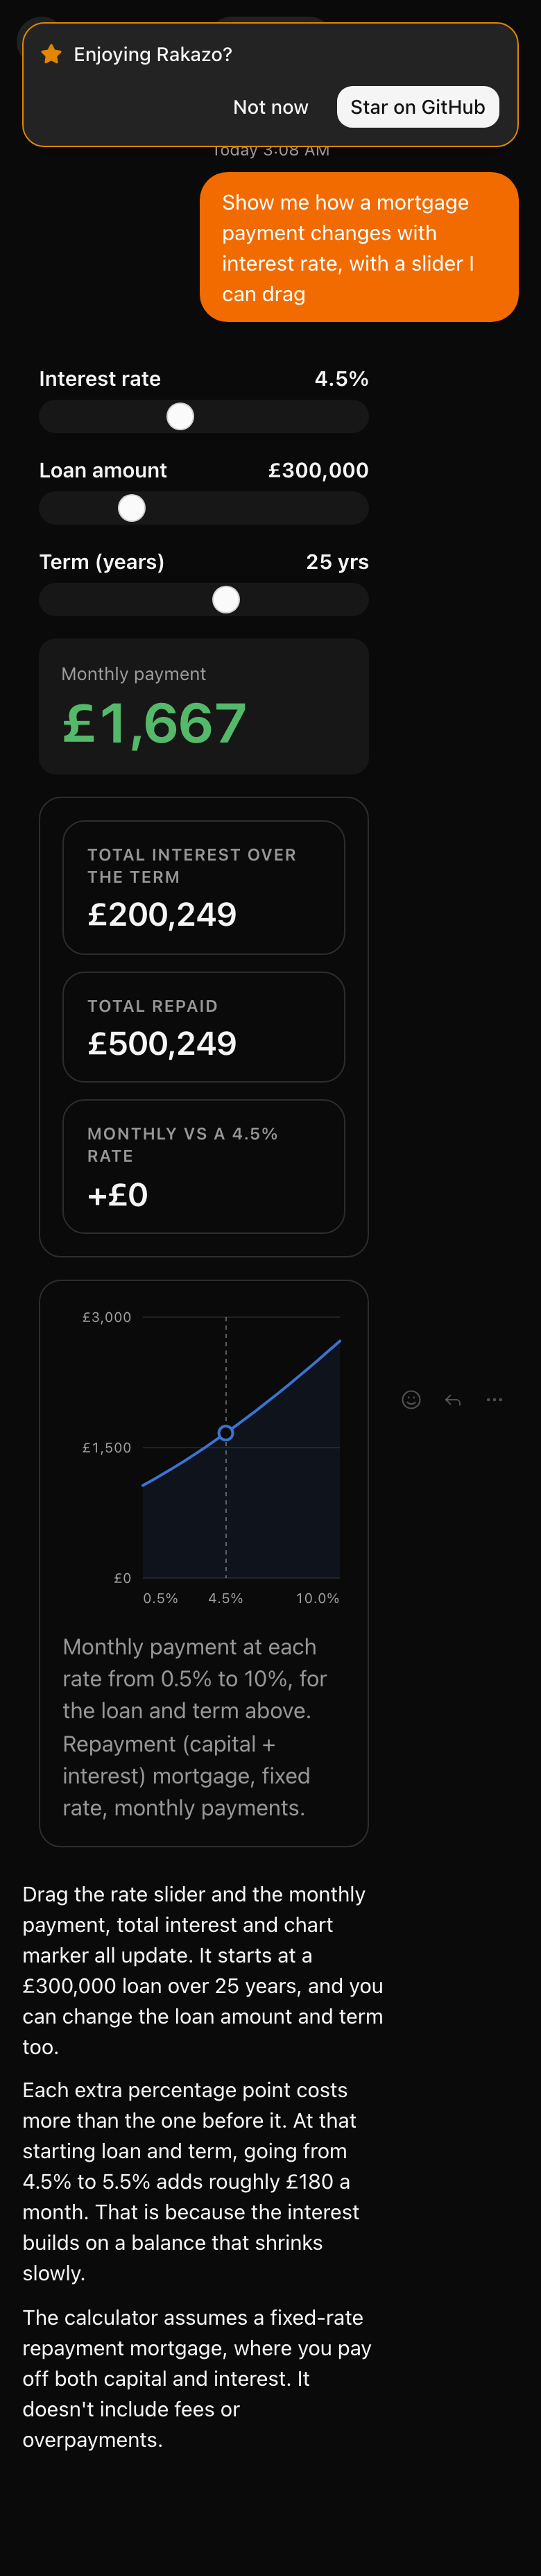 Enjoying Rakazo?
Not now
Star on GitHub
Today 3:08 AM
Show me how a mortgage
payment changes with
interest rate, with a slider I
can drag
Interest rate 4.5%
Loan amount £300,000
Term (years) 25 yrs
Monthly payment
£1,667
TOTAL INTEREST OVER
THE TERM
£200,249
TOTAL REPAID
£500,249
MONTHLY VS A 4.5%
RATE
+£0
£3,000
£1,500
£0
0.5% 4.5% 10.0%
Monthly payment at each
rate from 0.5% to 10%, for
the loan and term above.
Repayment (capital +
interest) mortgage, fixed
rate, monthly payments.
Drag the rate slider and the monthly
payment, total interest and chart
marker all update. It starts at a
£300,000 loan over 25 years, and you
can change the loan amount and term
too.
Each extra percentage point costs
more than the one before it. At that
starting loan and term, going from
4.5% to 5.5% adds roughly £180 a
month. That is because the interest
builds on a balance that shrinks
slowly.
The calculator assumes a fixed-rate
repayment mortgage, where you pay
off both capital and interest. It
doesn't include fees or
overpayments.